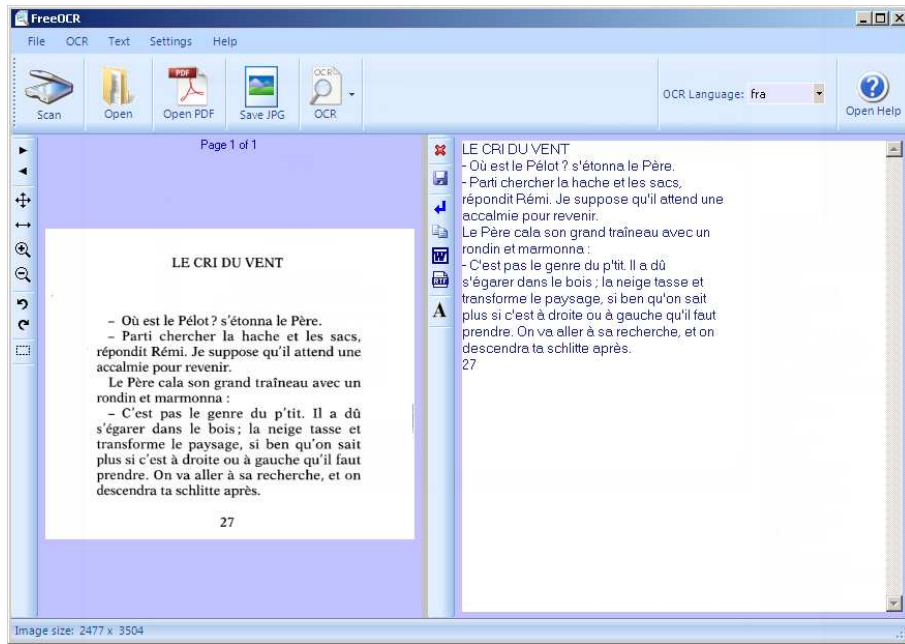 FreeOCR
File OCR Text Settings Help
Scan Open PDF Open PDF Save JPG OCR OCR OCR Language: fra Open Help
Page 1 of 1
LE CRI DU VENT
– Où est le Pélot ? s'étonna le Père.
– Parti chercher la hache et les sacs,
répondit Rémi. Je suppose qu'il attend une
accalmie pour revenir.
Le Père cala son grand traîneau avec un
rondin et marmonna :
– C'est pas le genre du p'tit. Il a dû
s'égarer dans le bois ; la neige tasse et
transforme le paysage, si ben qu'on sait
plus si c'est à droite ou à gauche qu'il faut
prendre. On va aller à sa recherche, et on
descendra ta schlitte après.
27
W
RTF
A
LE CRI DU VENT
- Où est le Pélot ? s'étonna le Père.
- Parti chercher la hache et les sacs,
répondit Rémi. Je suppose qu'il attend une
accalmie pour revenir.
Le Père cala son grand traîneau avec un
rondin et marmonna :
- C'est pas le genre du p'tit. Il a dû
s'égarer dans le bois ; la neige tasse et
transforme le paysage, si ben qu'on sait
plus si c'est à droite ou à gauche qu'il faut
prendre. On va aller à sa recherche, et on
descendra ta schlitte après.
27
Image size: 2477 x 3504